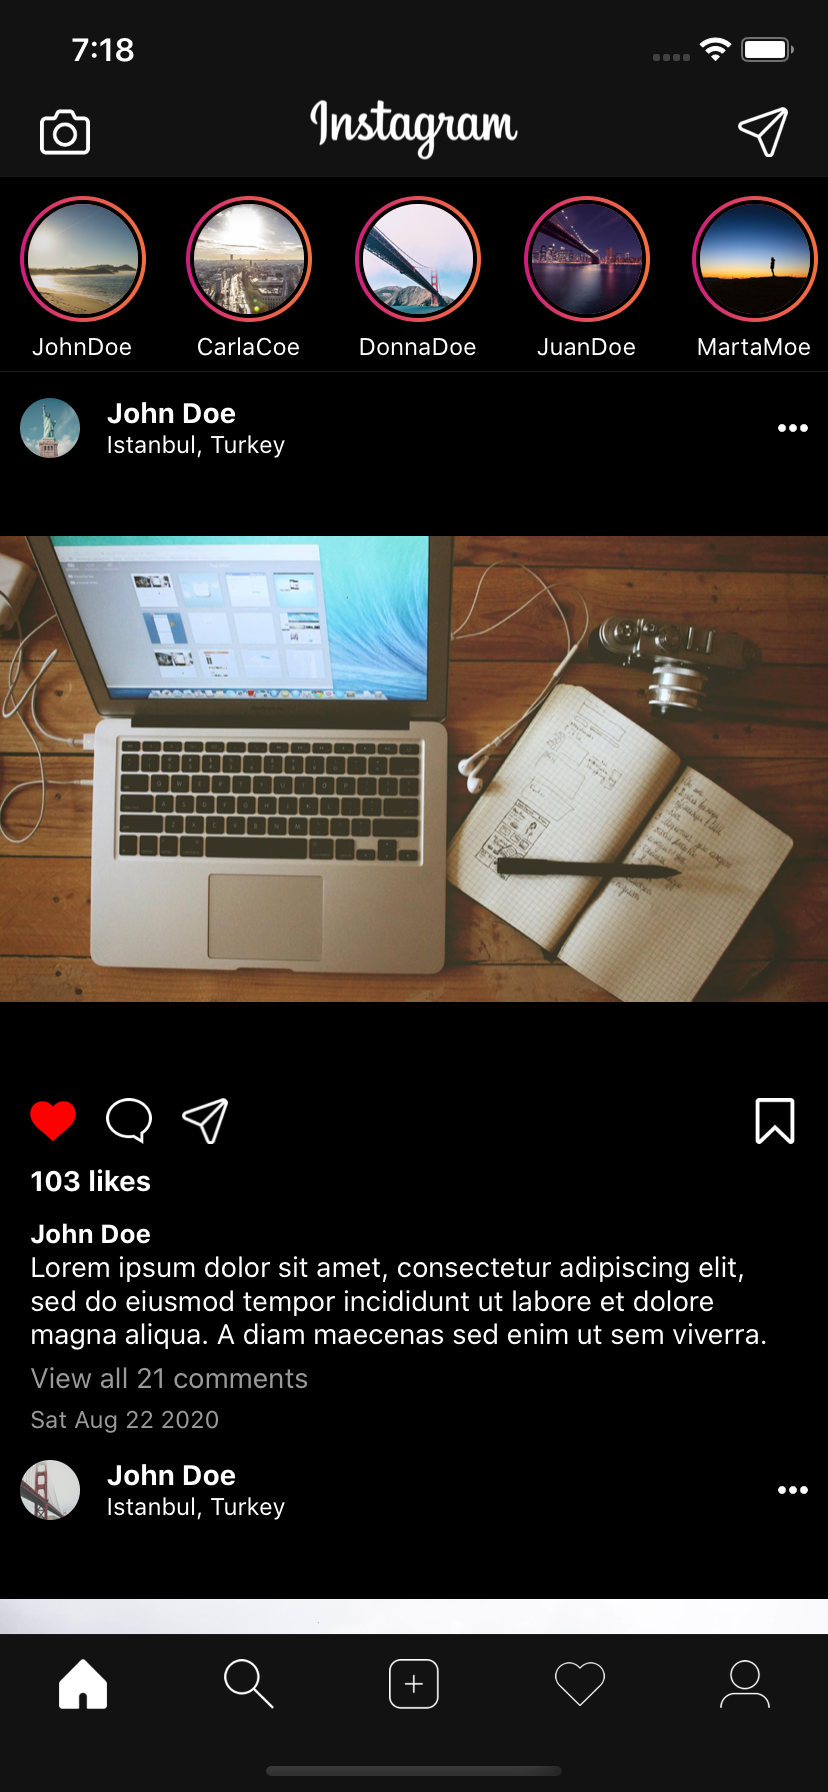 7:18
Instagram
JohnDoe CarlaCoe DonnaDoe JuanDoe MartaMoe
John Doe
Istanbul, Turkey
103 likes
John Doe
Lorem ipsum dolor sit amet, consectetur adipiscing elit,
sed do eiusmod tempor incididunt ut labore et dolore
magna aliqua. A diam maecenas sed enim ut sem viverra.
View all 21 comments
Sat Aug 22 2020
John Doe
Istanbul, Turkey